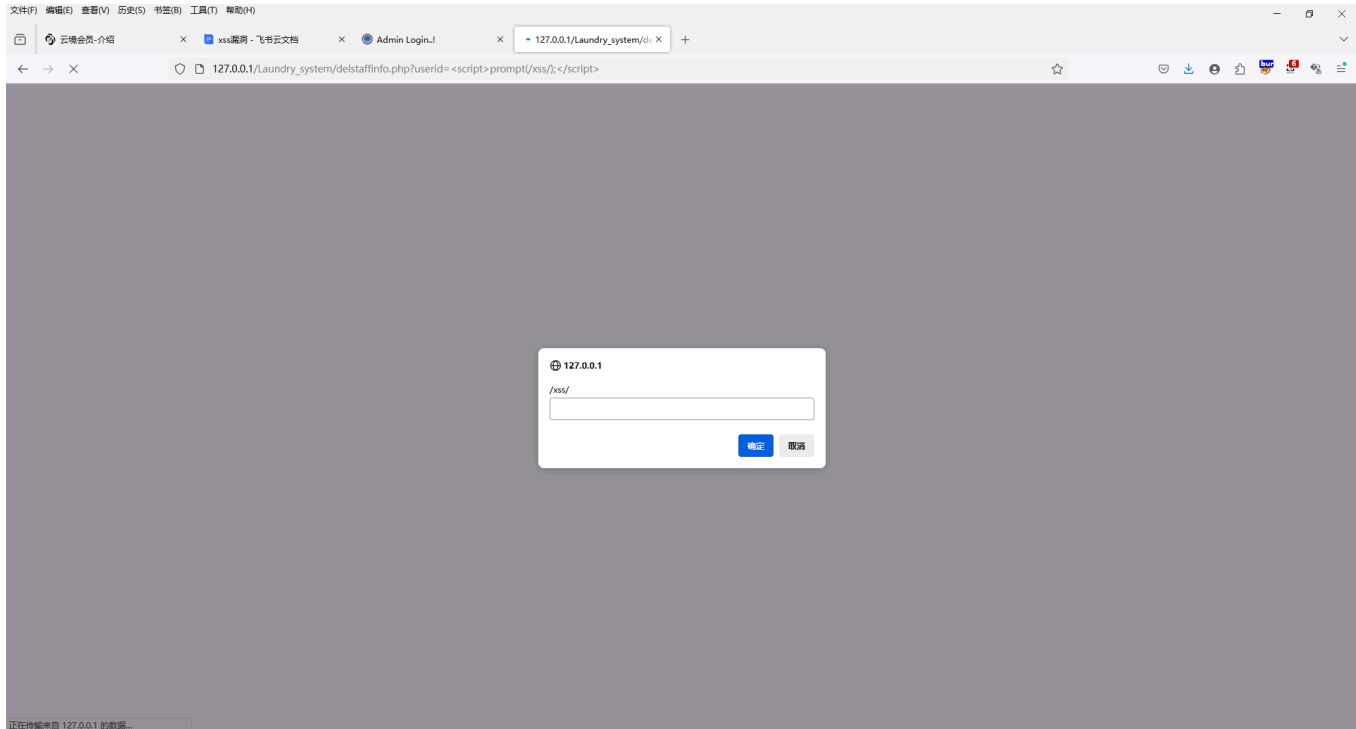 文件(F) 编辑(E) 查看(V) 历史(S) 书签(B) 工具(T) 帮助(H)
云境会员-介绍 xss漏洞 - 飞书云文档 Admin Login..! 127.0.0.1/Laundry_system/de
127.0.0.1/Laundry_system/delstaffinfo.php?userid=<script>prompt(/xss/);</script>
bur 6
127.0.0.1
/xss/
确定 取消
正在传输来自 127.0.0.1 的数据...